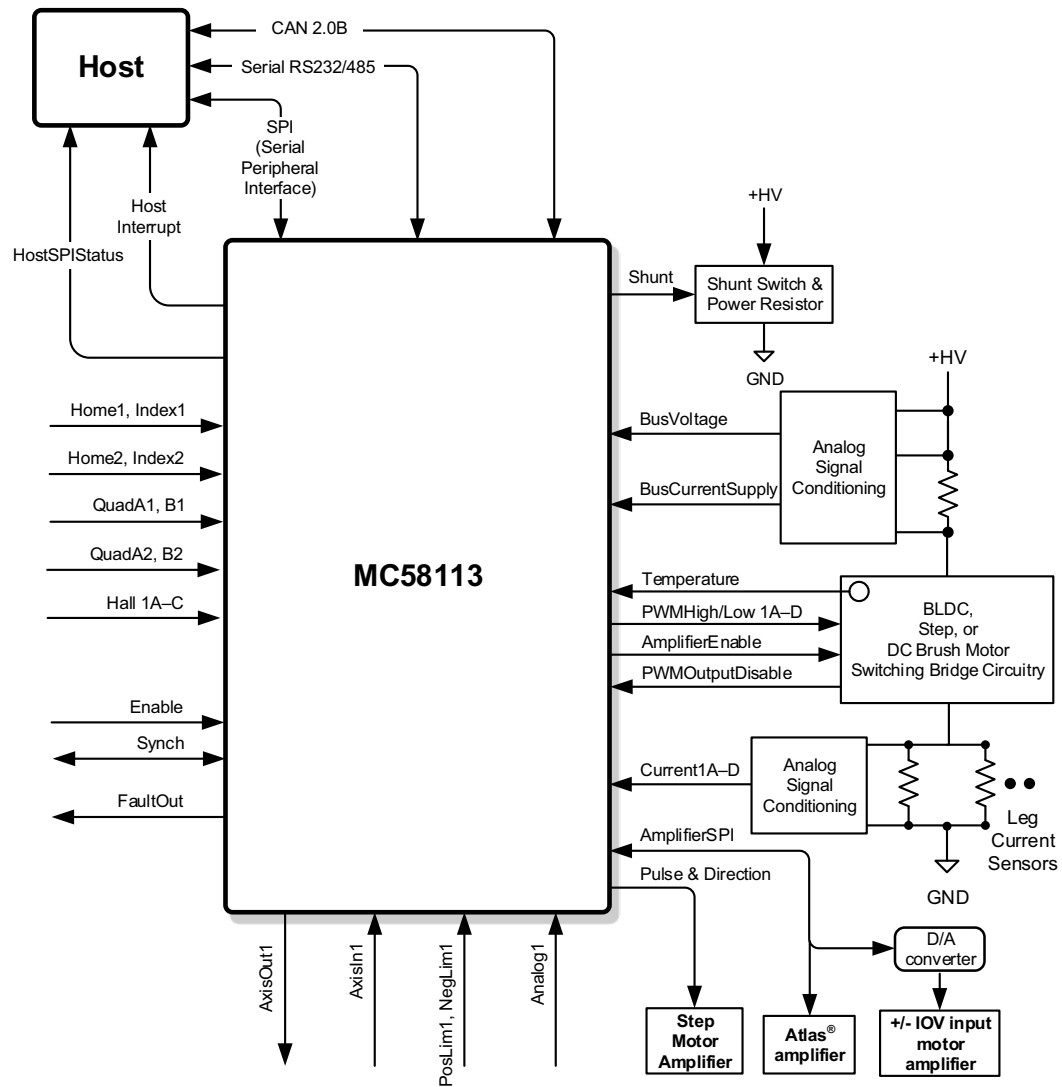 CAN 2.0B
Host
Serial RS232/485
SPI
(Serial
Peripheral
Interface)
Host
Interrupt
HostSPIStatus
+HV
Shunt
Shunt Switch &
Power Resistor
GND
+HV
Home1, Index1
Home2, Index2
QuadA1, B1
QuadA2, B2
Hall 1A–C
Enable
Synch
FaultOut
MC58113
BusVoltage
BusCurrentSupply
Analog
Signal
Conditioning
Temperature
PWMHigh/Low 1A–D
AmplifierEnable
PWMOutputDisable
BLDC,
Step, or
DC Brush Motor
Switching Bridge Circuitry
Current1A–D
Analog
Signal
Conditioning
Leg
Current
Sensors
GND
AmplifierSPI
Pulse & Direction
AxisOut1
AxisIn1
PosLim1, NegLim1
Analog1
D/A
converter
Step
Motor
Amplifier
Atlas®
amplifier
+/- IOV input
motor
amplifier